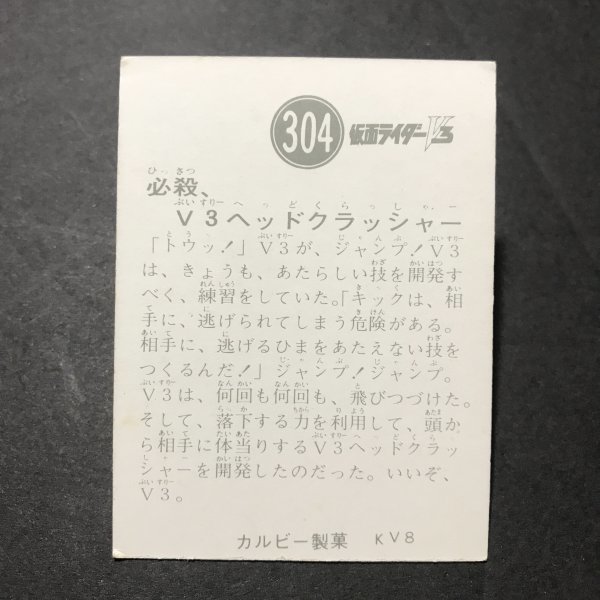 304 仮面ライダーV3
必殺、
V3ヘッドクラッシャー
「トウッ!」V3が、ジャンプ!V3
は、きょうも、あたらしい技を開発す
べく、練習をしていた。「キックは、相
手に、逃げられてしまう危険がある。
相手に、逃げるひまをあたえない技を
つくるんだ!」ジャンプ!ジャンプ。
V3は、何回も何回も、飛びつづけた。
そして、落下する力を利用して、頭か
ら相手に体当りするV3ヘッドクラッ
シャーを開発したのだった。いいぞ、
V3。
カルビー製菓 KV8